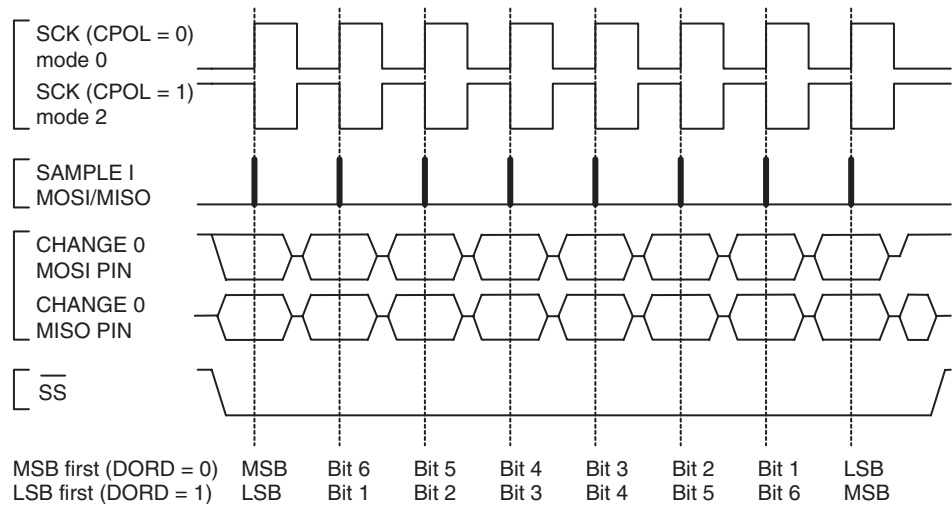 SCK (CPOL = 0)
mode 0
SCK (CPOL = 1)
mode 2
SAMPLE I
MOSI/MISO
CHANGE 0
MOSI PIN
CHANGE 0
MISO PIN
SS
MSB first (DORD = 0) MSB Bit 6 Bit 5 Bit 4 Bit 3 Bit 2 Bit 1 LSB
LSB first (DORD = 1) LSB Bit 1 Bit 2 Bit 3 Bit 4 Bit 5 Bit 6 MSB